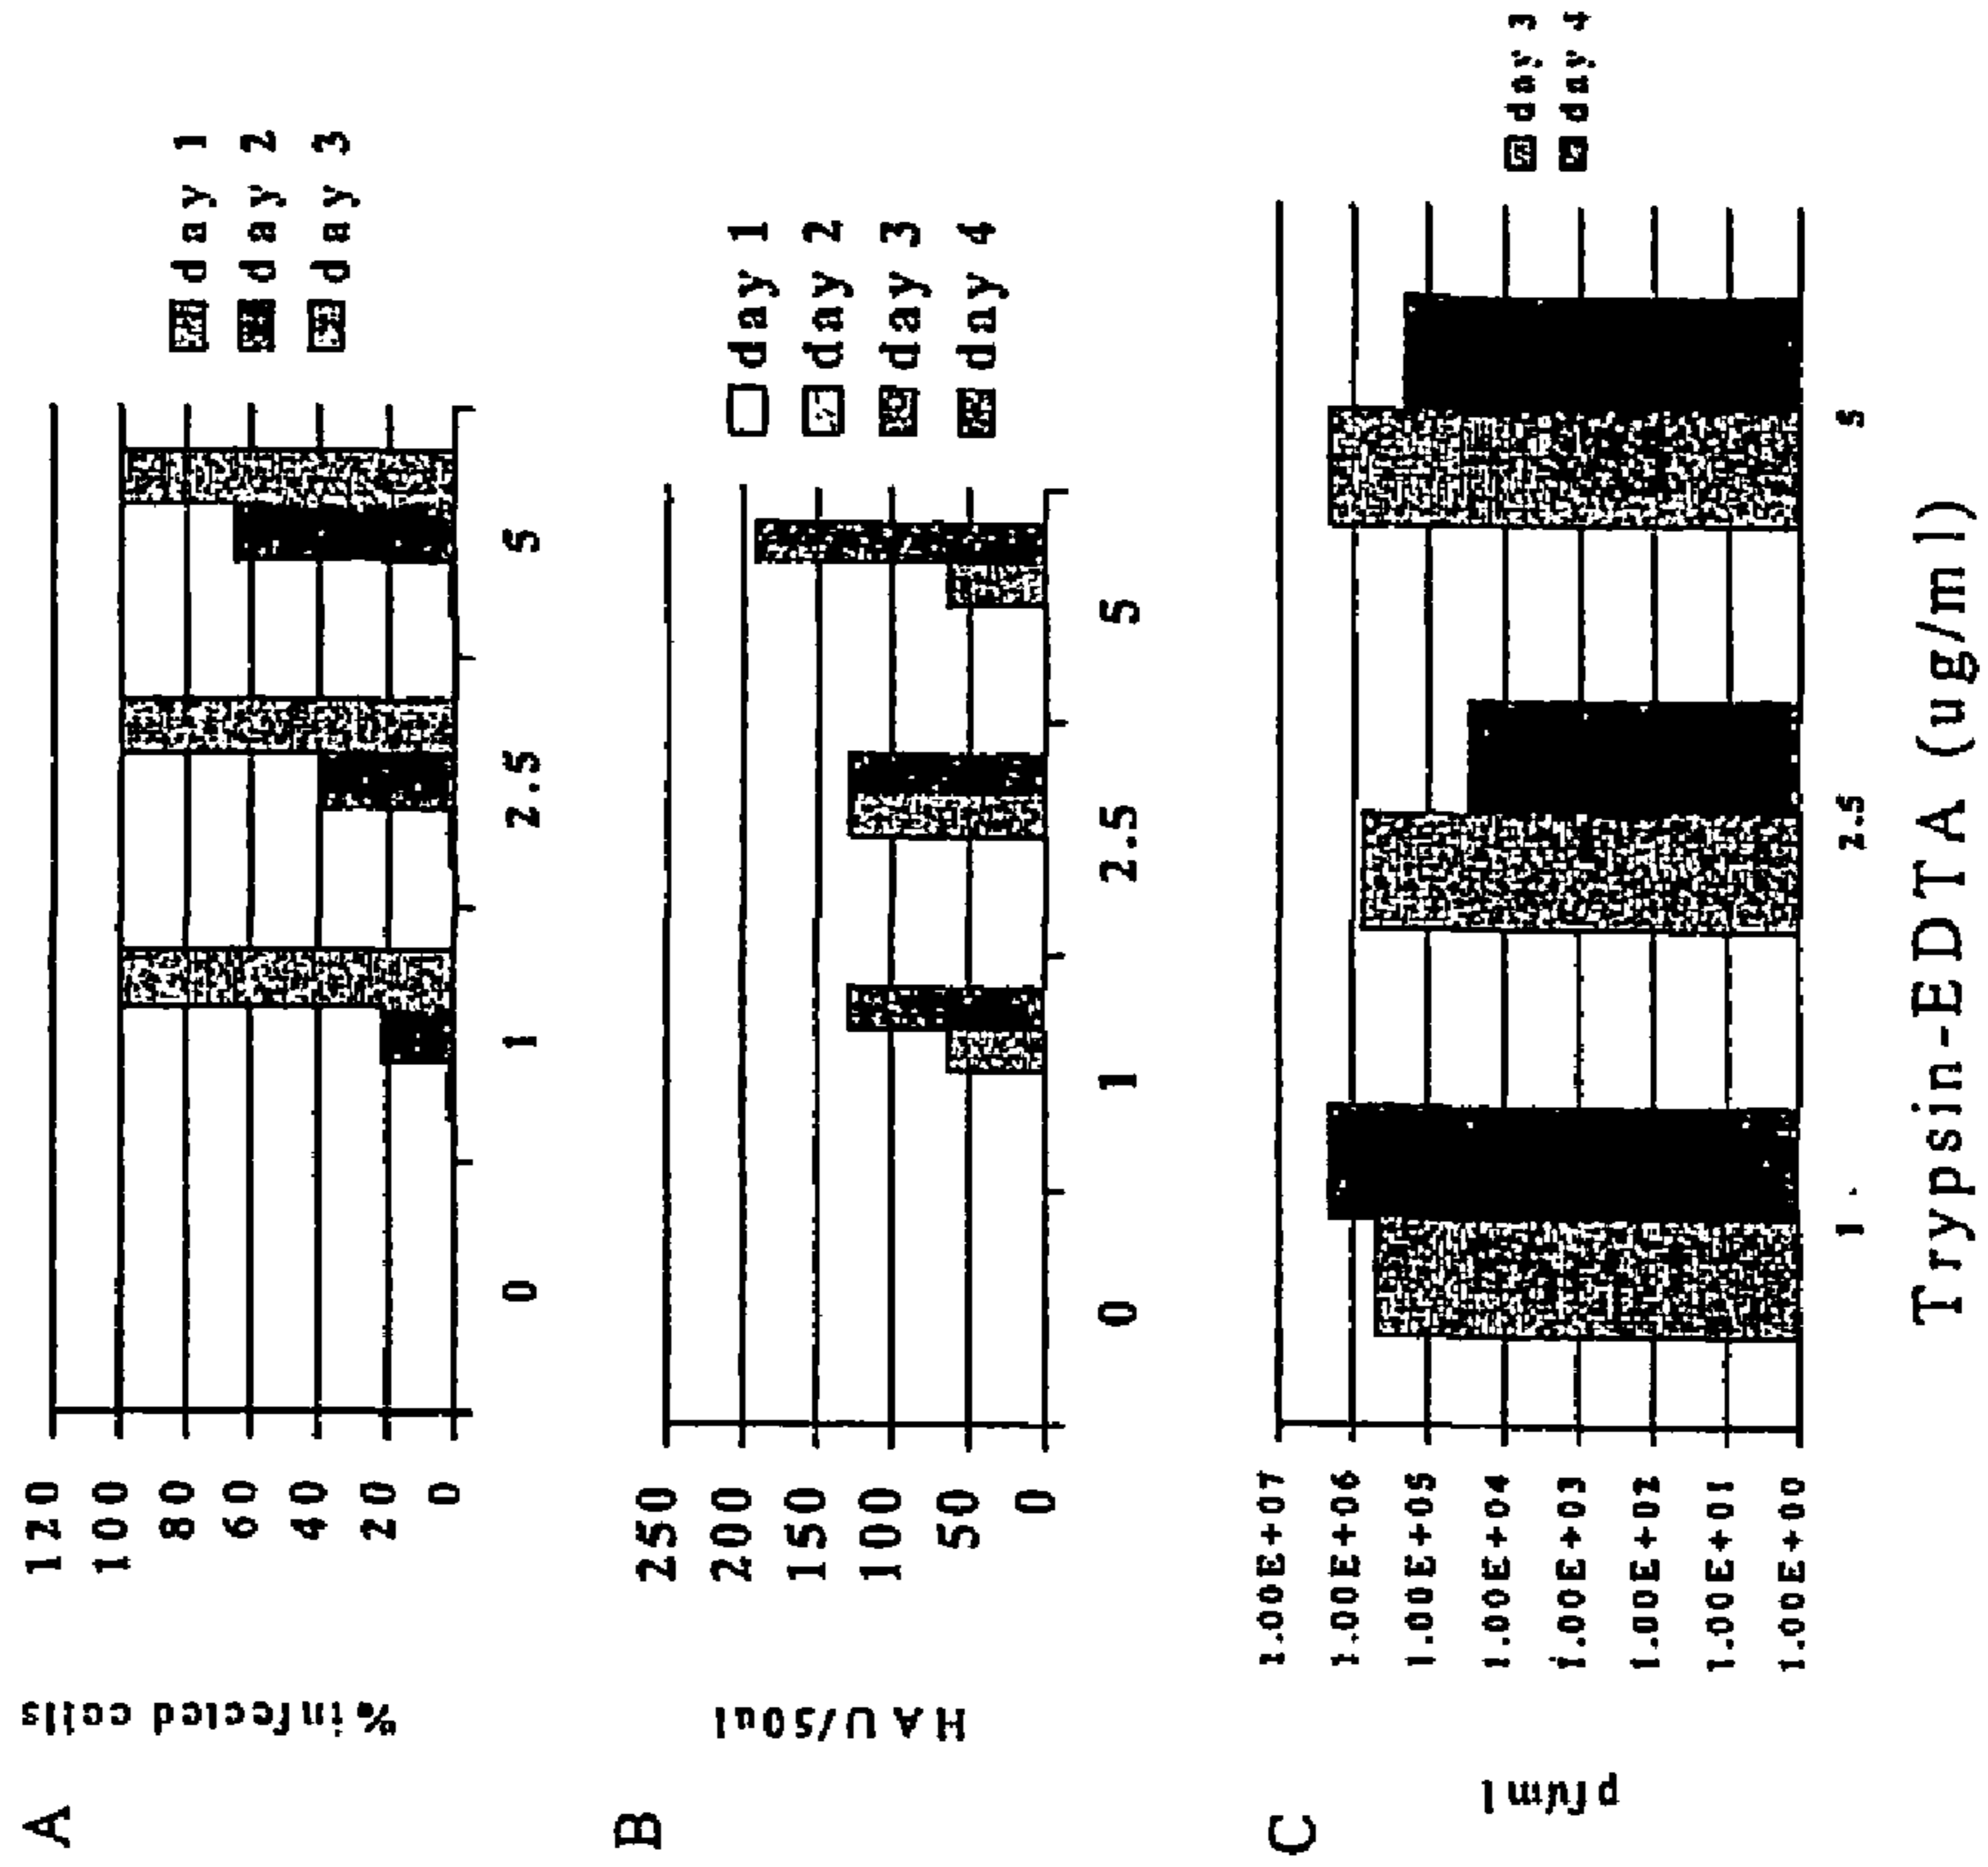 A
% infected cells
120
100
80
60
40
20
0
0
1
2.5
5
day 1
day 2
day 3
B
HAU/50ul
250
200
150
100
50
0
0
1
2.5
5
day 1
day 2
day 3
day 4
C
pfu/ml
1.00E+07
1.00E+06
1.00E+05
1.00E+04
1.00E+03
1.00E+02
1.00E+01
1.00E+00
1
2.5
5
day 3
day 4
Trypsin-EDTA (ug/ml)